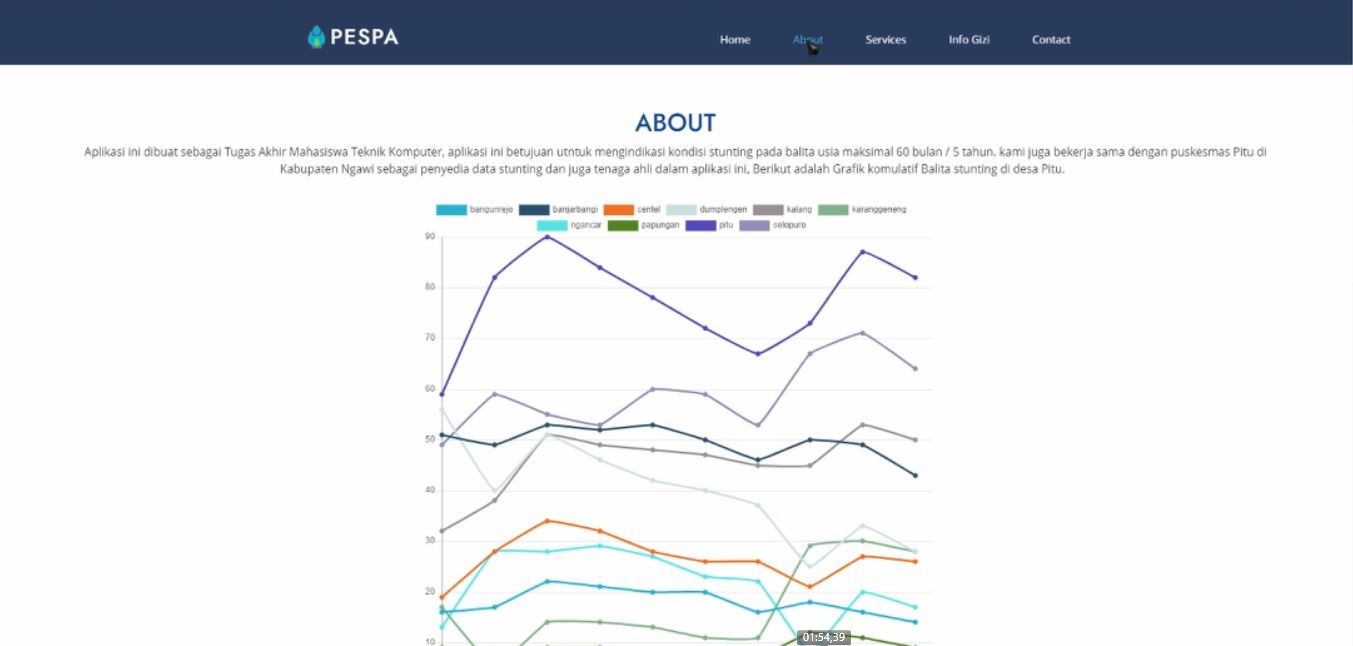 PESPA
Home About Services Info Gizi Contact
ABOUT
Aplikasi ini dibuat sebagai Tugas Akhir Mahasiswa Teknik Komputer, aplikasi ini betujuan utntuk mengindikasi kondisi stunting pada balita usia maksimal 60 bulan / 5 tahun. kami juga bekerja sama dengan puskesmas Pitu di
Kabupaten Ngawi sebagai penyedia data stunting dan juga tenaga ahli dalam aplikasi ini, Berikut adalah Grafik komulatif Balita stunting di desa Pitu.
bangunrejo banjarbangi centel dumplengen kalang karanggeneng
ngancar papungan pitu selopuro
90
80
70
60
50
40
30
20
10
01:54,39